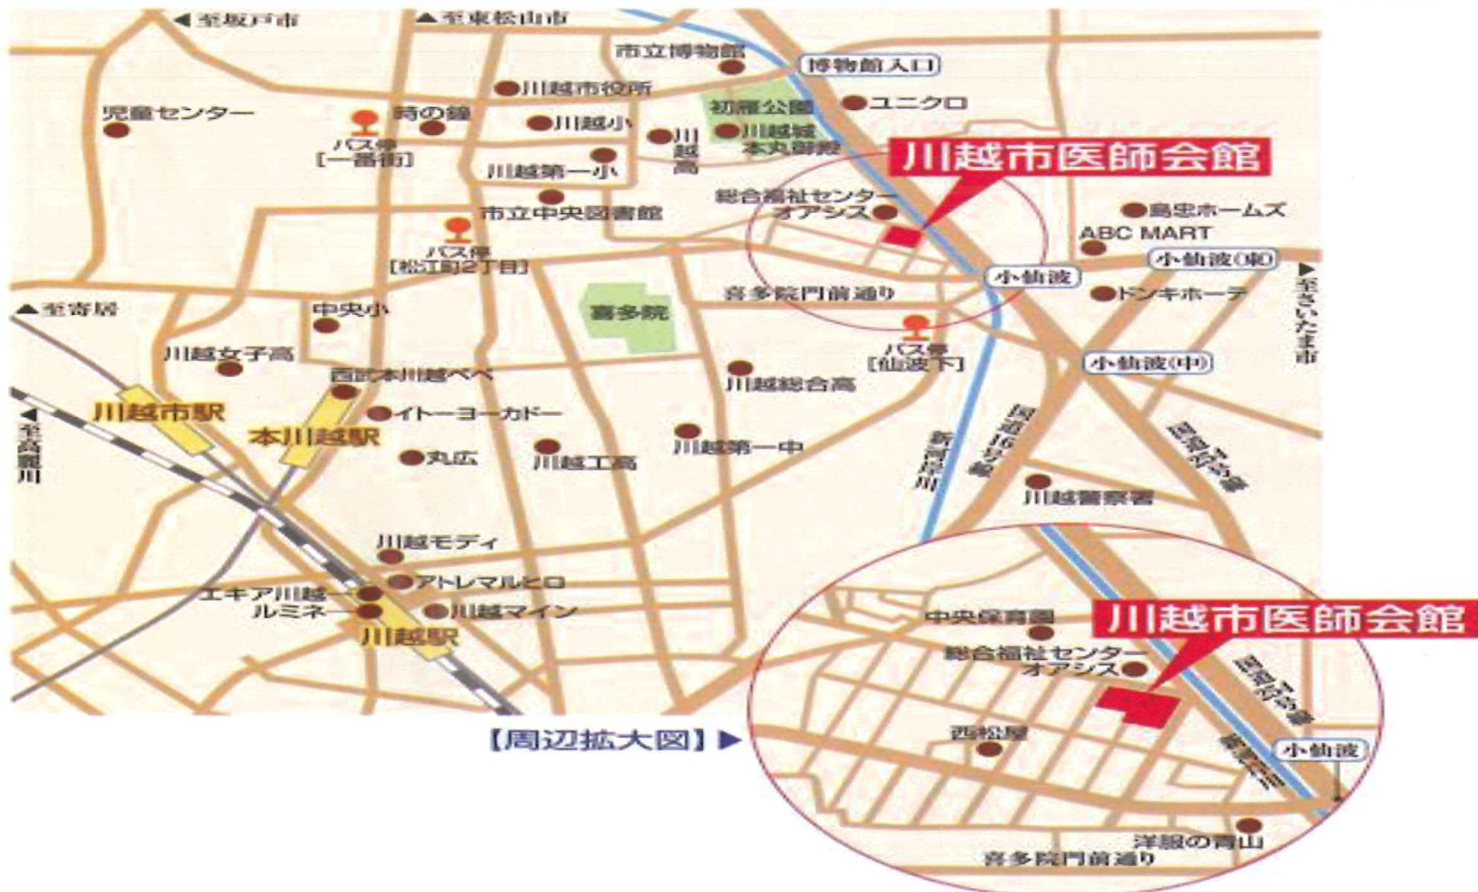 ◀至坂戸市
▲至東松山市
市立博物館
博物館入口
児童センター
バス停
[一番街]
時の鐘
川越市役所
川越小
川越高
初雁公園
川越城
本丸御殿
ユニクロ
川越第一小
川越市医師会館
総合福祉センター
オアシス
市立中央図書館
バス停
[松江町2丁目]
島忠ホームズ
ABC MART
小仙波(東)
小仙波
ドンキホーテ
▶至さいたま市
▲至寄居
中央小
喜多院
喜多院門前通り
バス停
[仙波下]
小仙波(中)
川越女子高
西武本川越ペペ
川越総合高
川越市駅
本川越駅
イトーヨーカドー
丸広
川越工高
川越第一中
国道16号線
国道254号線
◀至高麗川
川越警察署
川越モディ
アトレマルヒロ
エキア川越
ルミネ
川越マイン
川越駅
【周辺拡大図】▶
中央保育園
川越市医師会館
総合福祉センター
オアシス
国道254号線
西松屋
小仙波
洋服の青山
喜多院門前通り